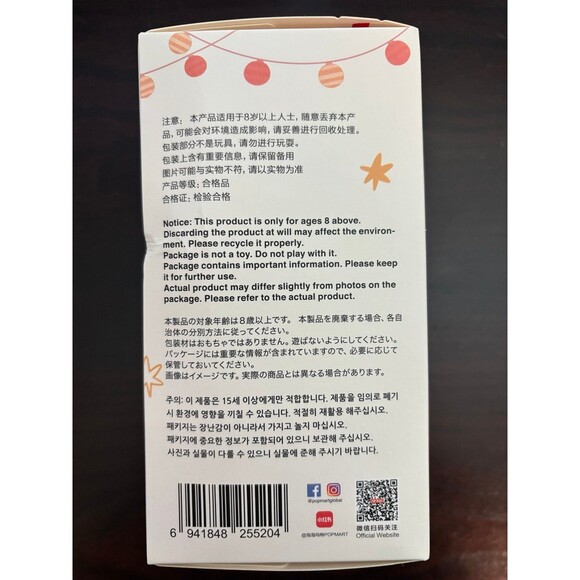 注意: 本产品适用于8岁以上人士, 随意丢弃本产
品, 可能会对环境造成影响, 请妥善进行回收处理。
包装部分不是玩具, 请勿进行玩耍。
包装上含有重要信息, 请保留备用
图片可能与实物不符, 请以实物为准
产品等级: 合格品
合格证: 检验合格
Notice: This product is only for ages 8 above.
Discarding the product at will may affect the environ-
ment. Please recycle it properly.
Package is not a toy. Do not play with it.
Package contains important information. Please keep
it for further use.
Actual product may differ slightly from photos on the
package. Please refer to the actual product.
本製品の対象年齢は8歳以上です。 本製品を廃棄する場合、各自
治体の分別方法に従ってください。
包装材はおもちゃではありません。遊ばないようにしてください。
パッケージには重要な情報が含まれていますので、必要に応じて
保管しておいてください。
画像はイメージです。実際の商品とは異なる場合があります。
주의: 이 제품은 15세 이상에게만 적합합니다. 제품을 임의로 폐기
시 환경에 영향을 끼칠 수 있습니다. 적절히 재활용 해주십시오.
패키지는 장난감이 아니라서 가지고 놀지 마십시오.
패키지에 중요한 정보가 포함되어 있으니 보관해 주십시오.
사진과 실물이 다를 수 있으니 실물에 준해 주시기 바랍니다.
6 941848 255204
@popmartglobal
小红书
@泡泡玛特POPMART
微信扫码关注
Official Website